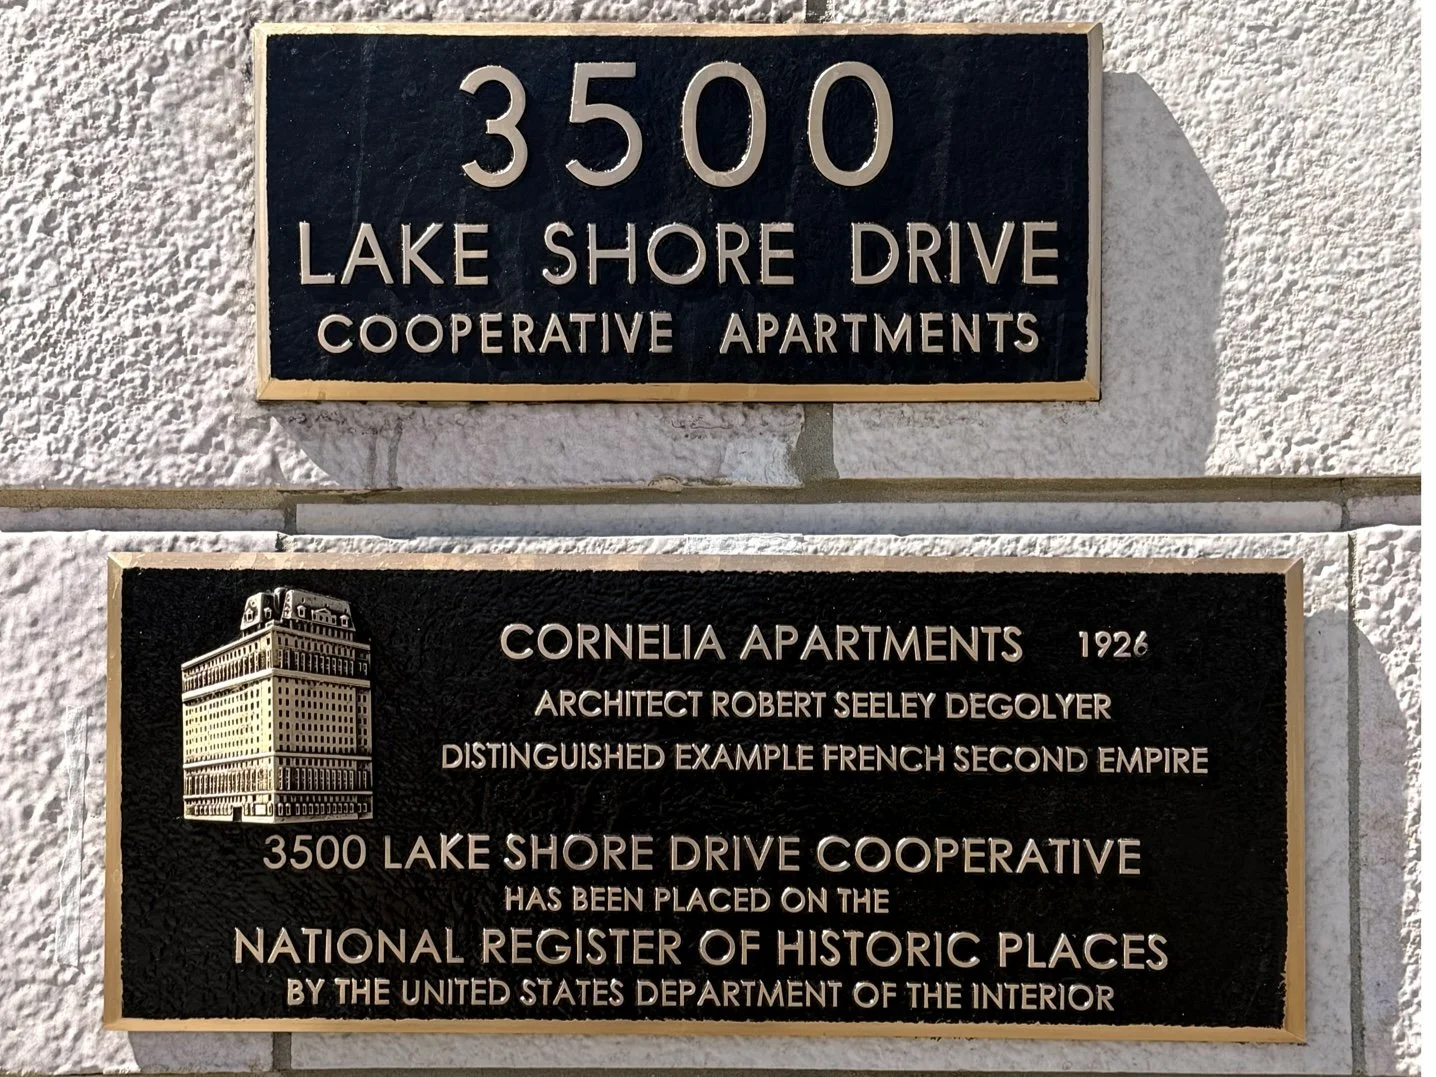 3500
LAKE SHORE DRIVE
COOPERATIVE APARTMENTS
CORNELIA APARTMENTS 1926
ARCHITECT ROBERT SEELEY DEGOLYER
DISTINGUISHED EXAMPLE FRENCH SECOND EMPIRE
3500 LAKE SHORE DRIVE COOPERATIVE
HAS BEEN PLACED ON THE
NATIONAL REGISTER OF HISTORIC PLACES
BY THE UNITED STATES DEPARTMENT OF THE INTERIOR